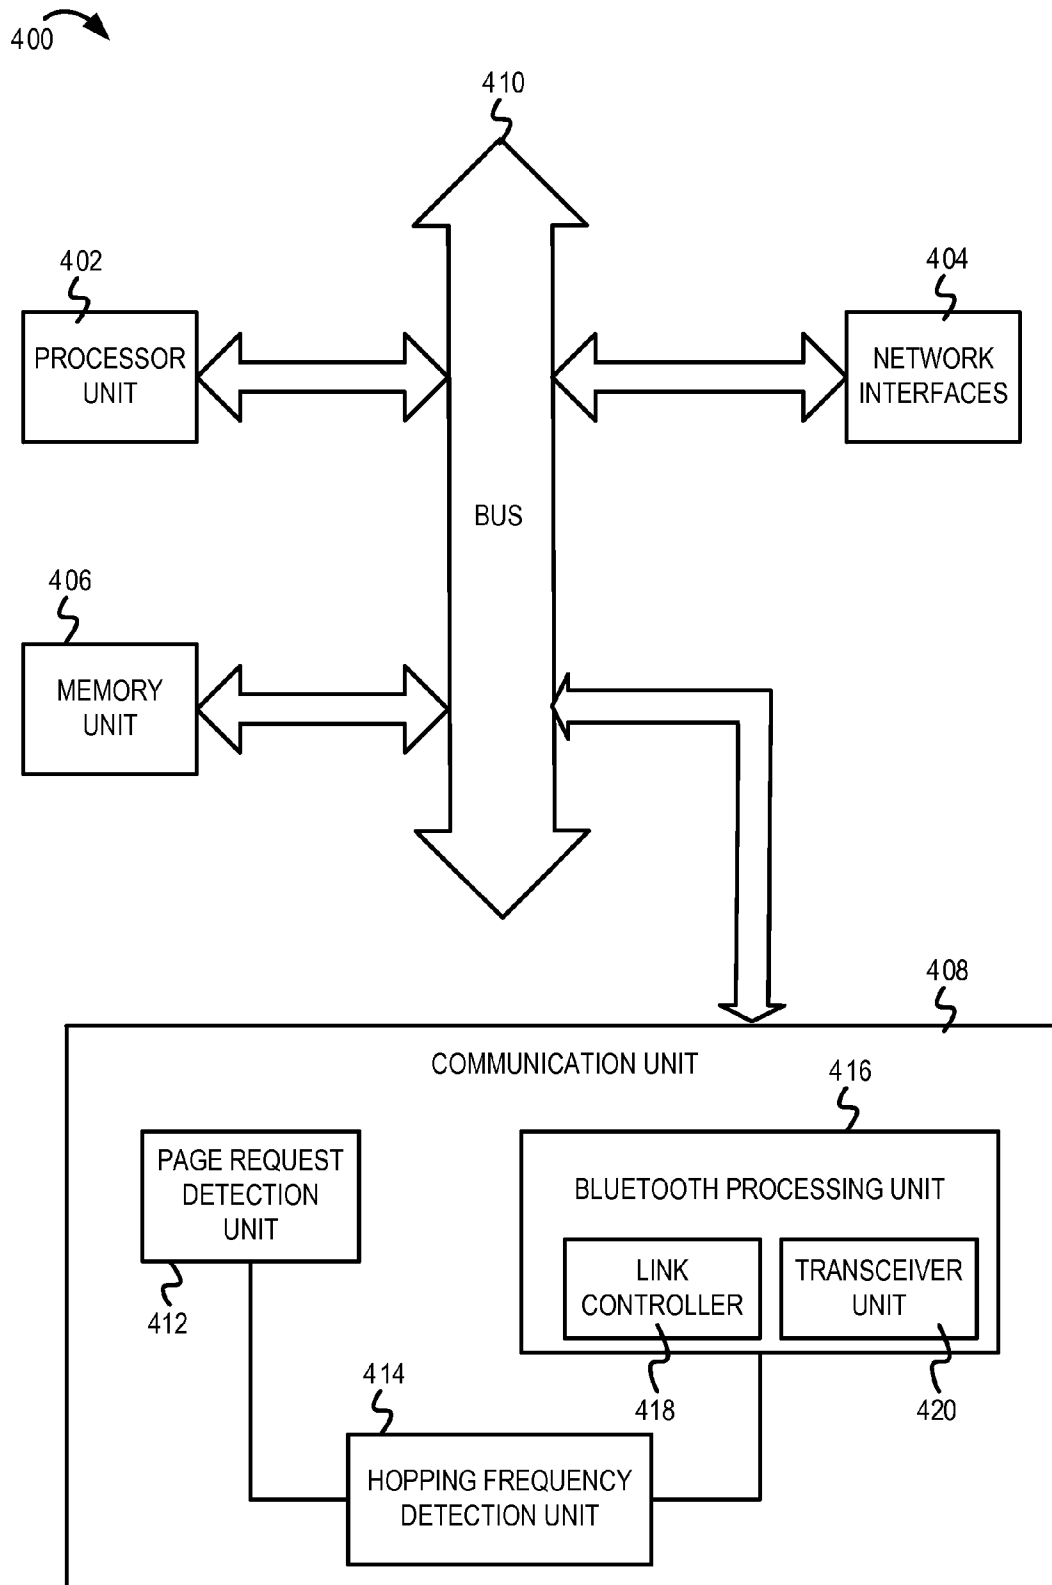 400
410
402
404
PROCESSOR
UNIT
NETWORK
INTERFACES
BUS
406
MEMORY
UNIT
408
COMMUNICATION UNIT
416
PAGE REQUEST
DETECTION
UNIT
BLUETOOTH PROCESSING UNIT
LINK
CONTROLLER
TRANSCEIVER
UNIT
412
414
418
420
HOPPING FREQUENCY
DETECTION UNIT